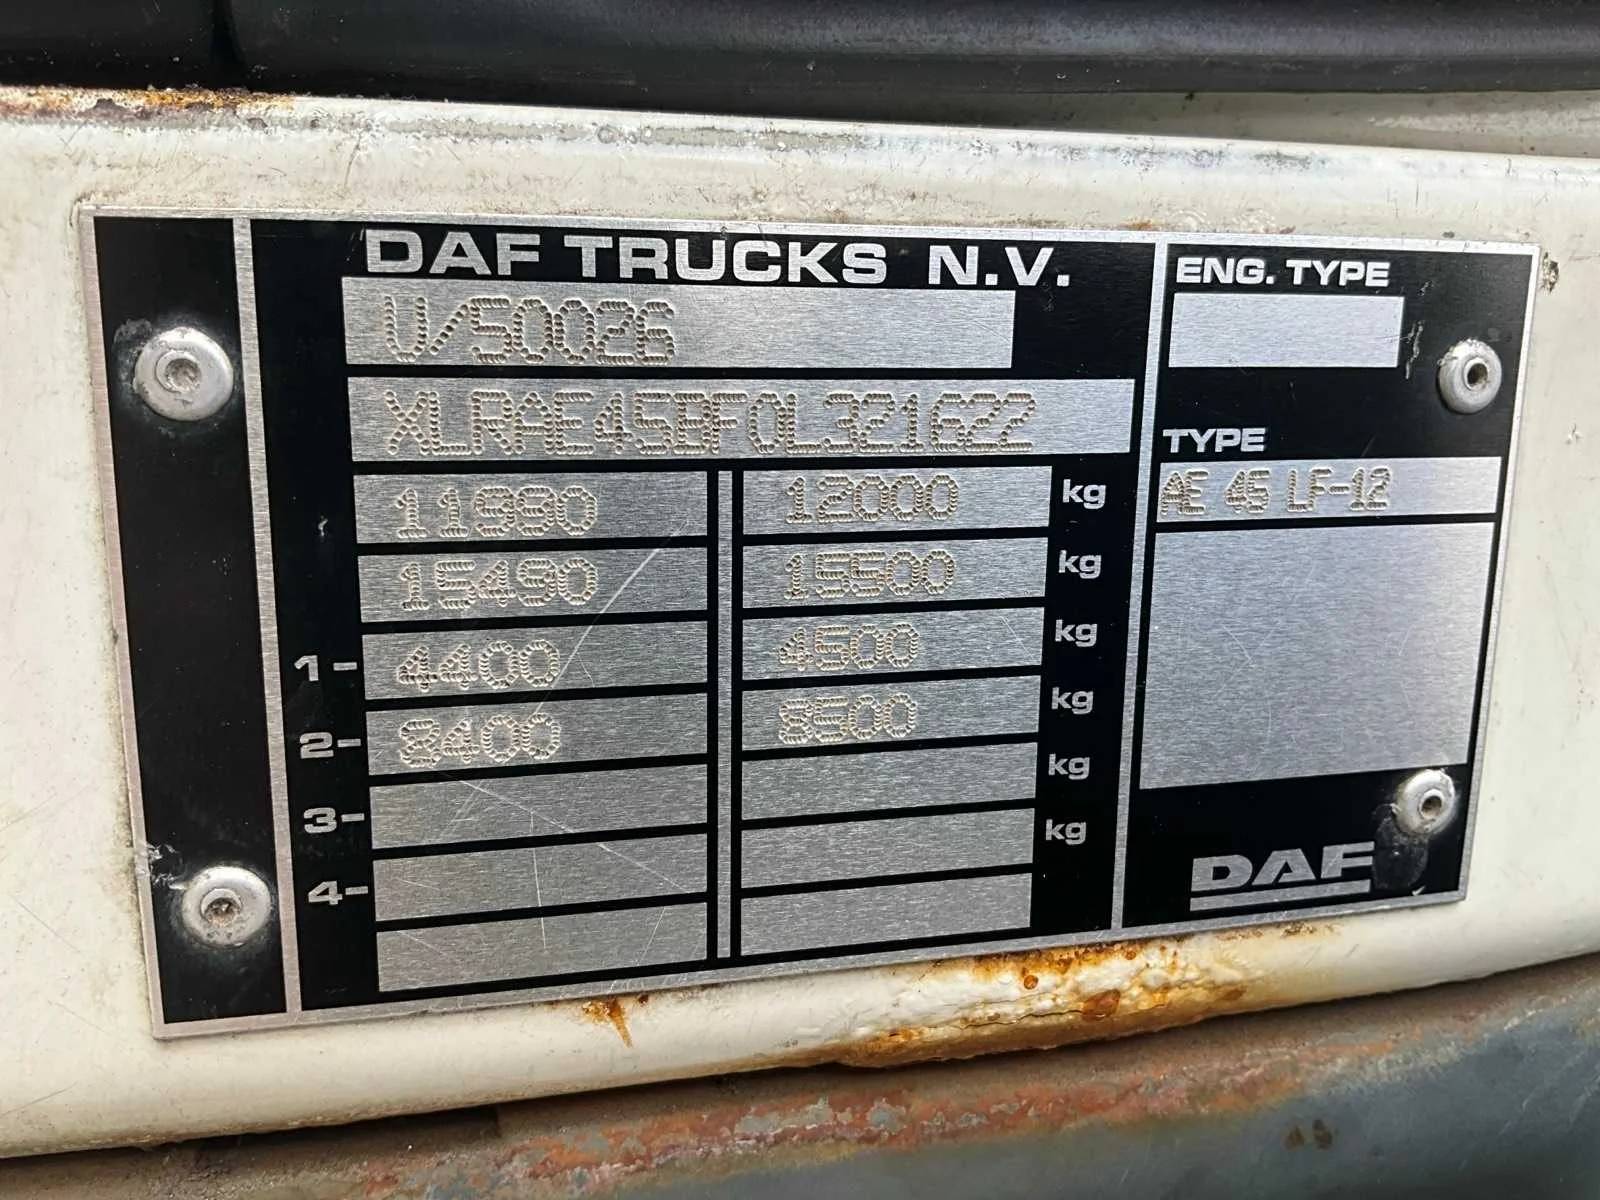 DAF TRUCKS N.V.
V/50026
XLRAE45BF0L321622
11990 12000 kg
15490 15500 kg
1- 4400 4500 kg
2- 8400 8500 kg
3- kg
4- kg
ENG. TYPE
TYPE
AE 45 LF-12
DAF